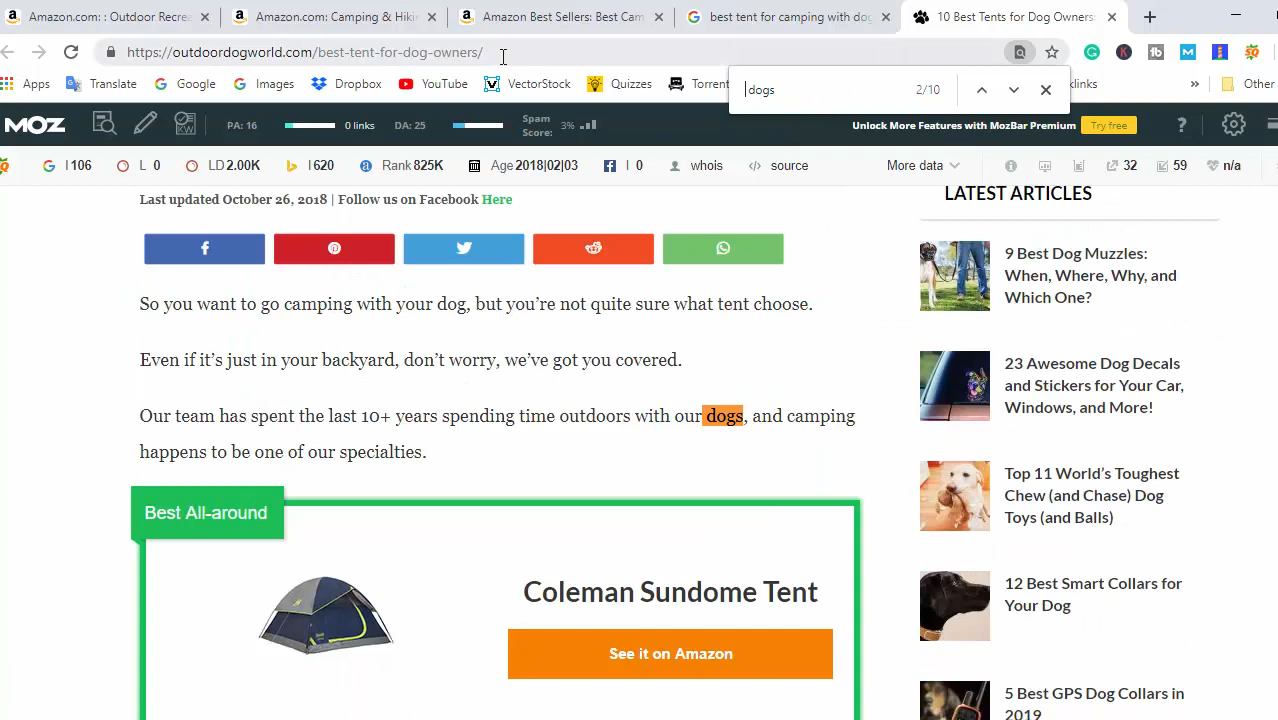 Amazon.com: : Outdoor Recre
Amazon.com: Camping & Hiki
Amazon Best Sellers: Best Cam
best tent for camping with dog
10 Best Tents for Dog Owners:
https://outdoordogworld.com/best-tent-for-dog-owners/
Apps
Translate
Google
Images
Dropbox
YouTube
VectorStock
Quizzes
Torrent
klinks
»
Other
dogs
2/10
MOZ
PA: 16
0 links
DA: 25
Spam
Score:
3%
Unlock More Features with MozBar Premium
Try free
?
I 106
L 0
LD 2.00K
I 620
Rank 825K
Age 2018|02|03
I 0
whois
source
More data
32
59
n/a
Last updated October 26, 2018 | Follow us on Facebook Here
So you want to go camping with your dog, but you're not quite sure what tent choose.
Even if it's just in your backyard, don't worry, we've got you covered.
Our team has spent the last 10+ years spending time outdoors with our dogs, and camping
happens to be one of our specialties.
Best All-around
Coleman Sundome Tent
See it on Amazon
LATEST ARTICLES
9 Best Dog Muzzles:
When, Where, Why, and
Which One?
23 Awesome Dog Decals
and Stickers for Your Car,
Windows, and More!
Top 11 World's Toughest
Chew (and Chase) Dog
Toys (and Balls)
12 Best Smart Collars for
Your Dog
5 Best GPS Dog Collars in
2019